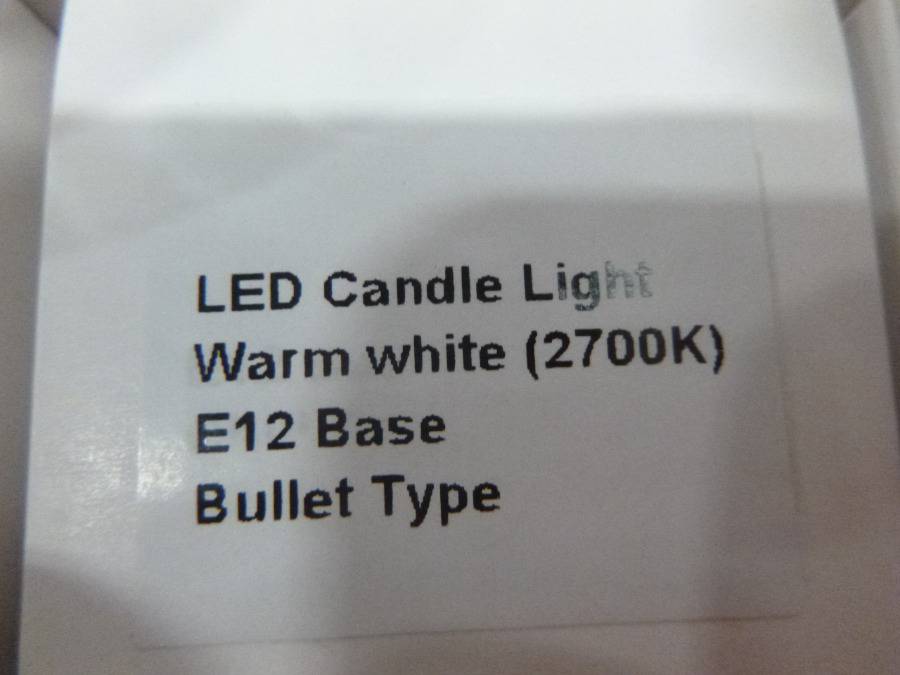 LED Candle Light
Warm white (2700K)
E12 Base
Bullet Type